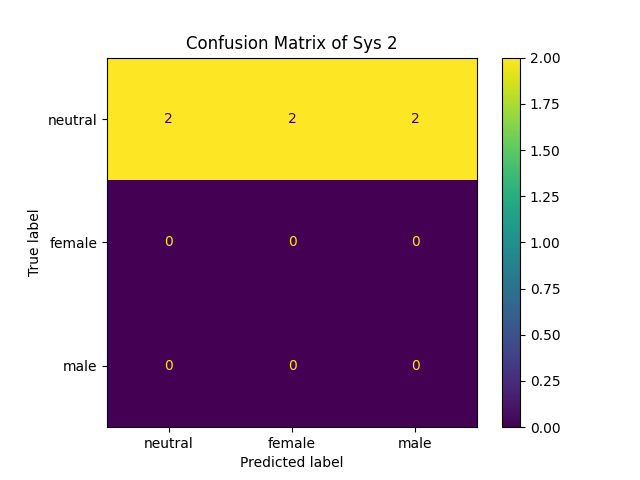 Confusion Matrix of Sys 2
True label
neutral 2 2 2
female 0 0 0
male 0 0 0
neutral female male
Predicted label
2.00
1.75
1.50
1.25
1.00
0.75
0.50
0.25
0.00